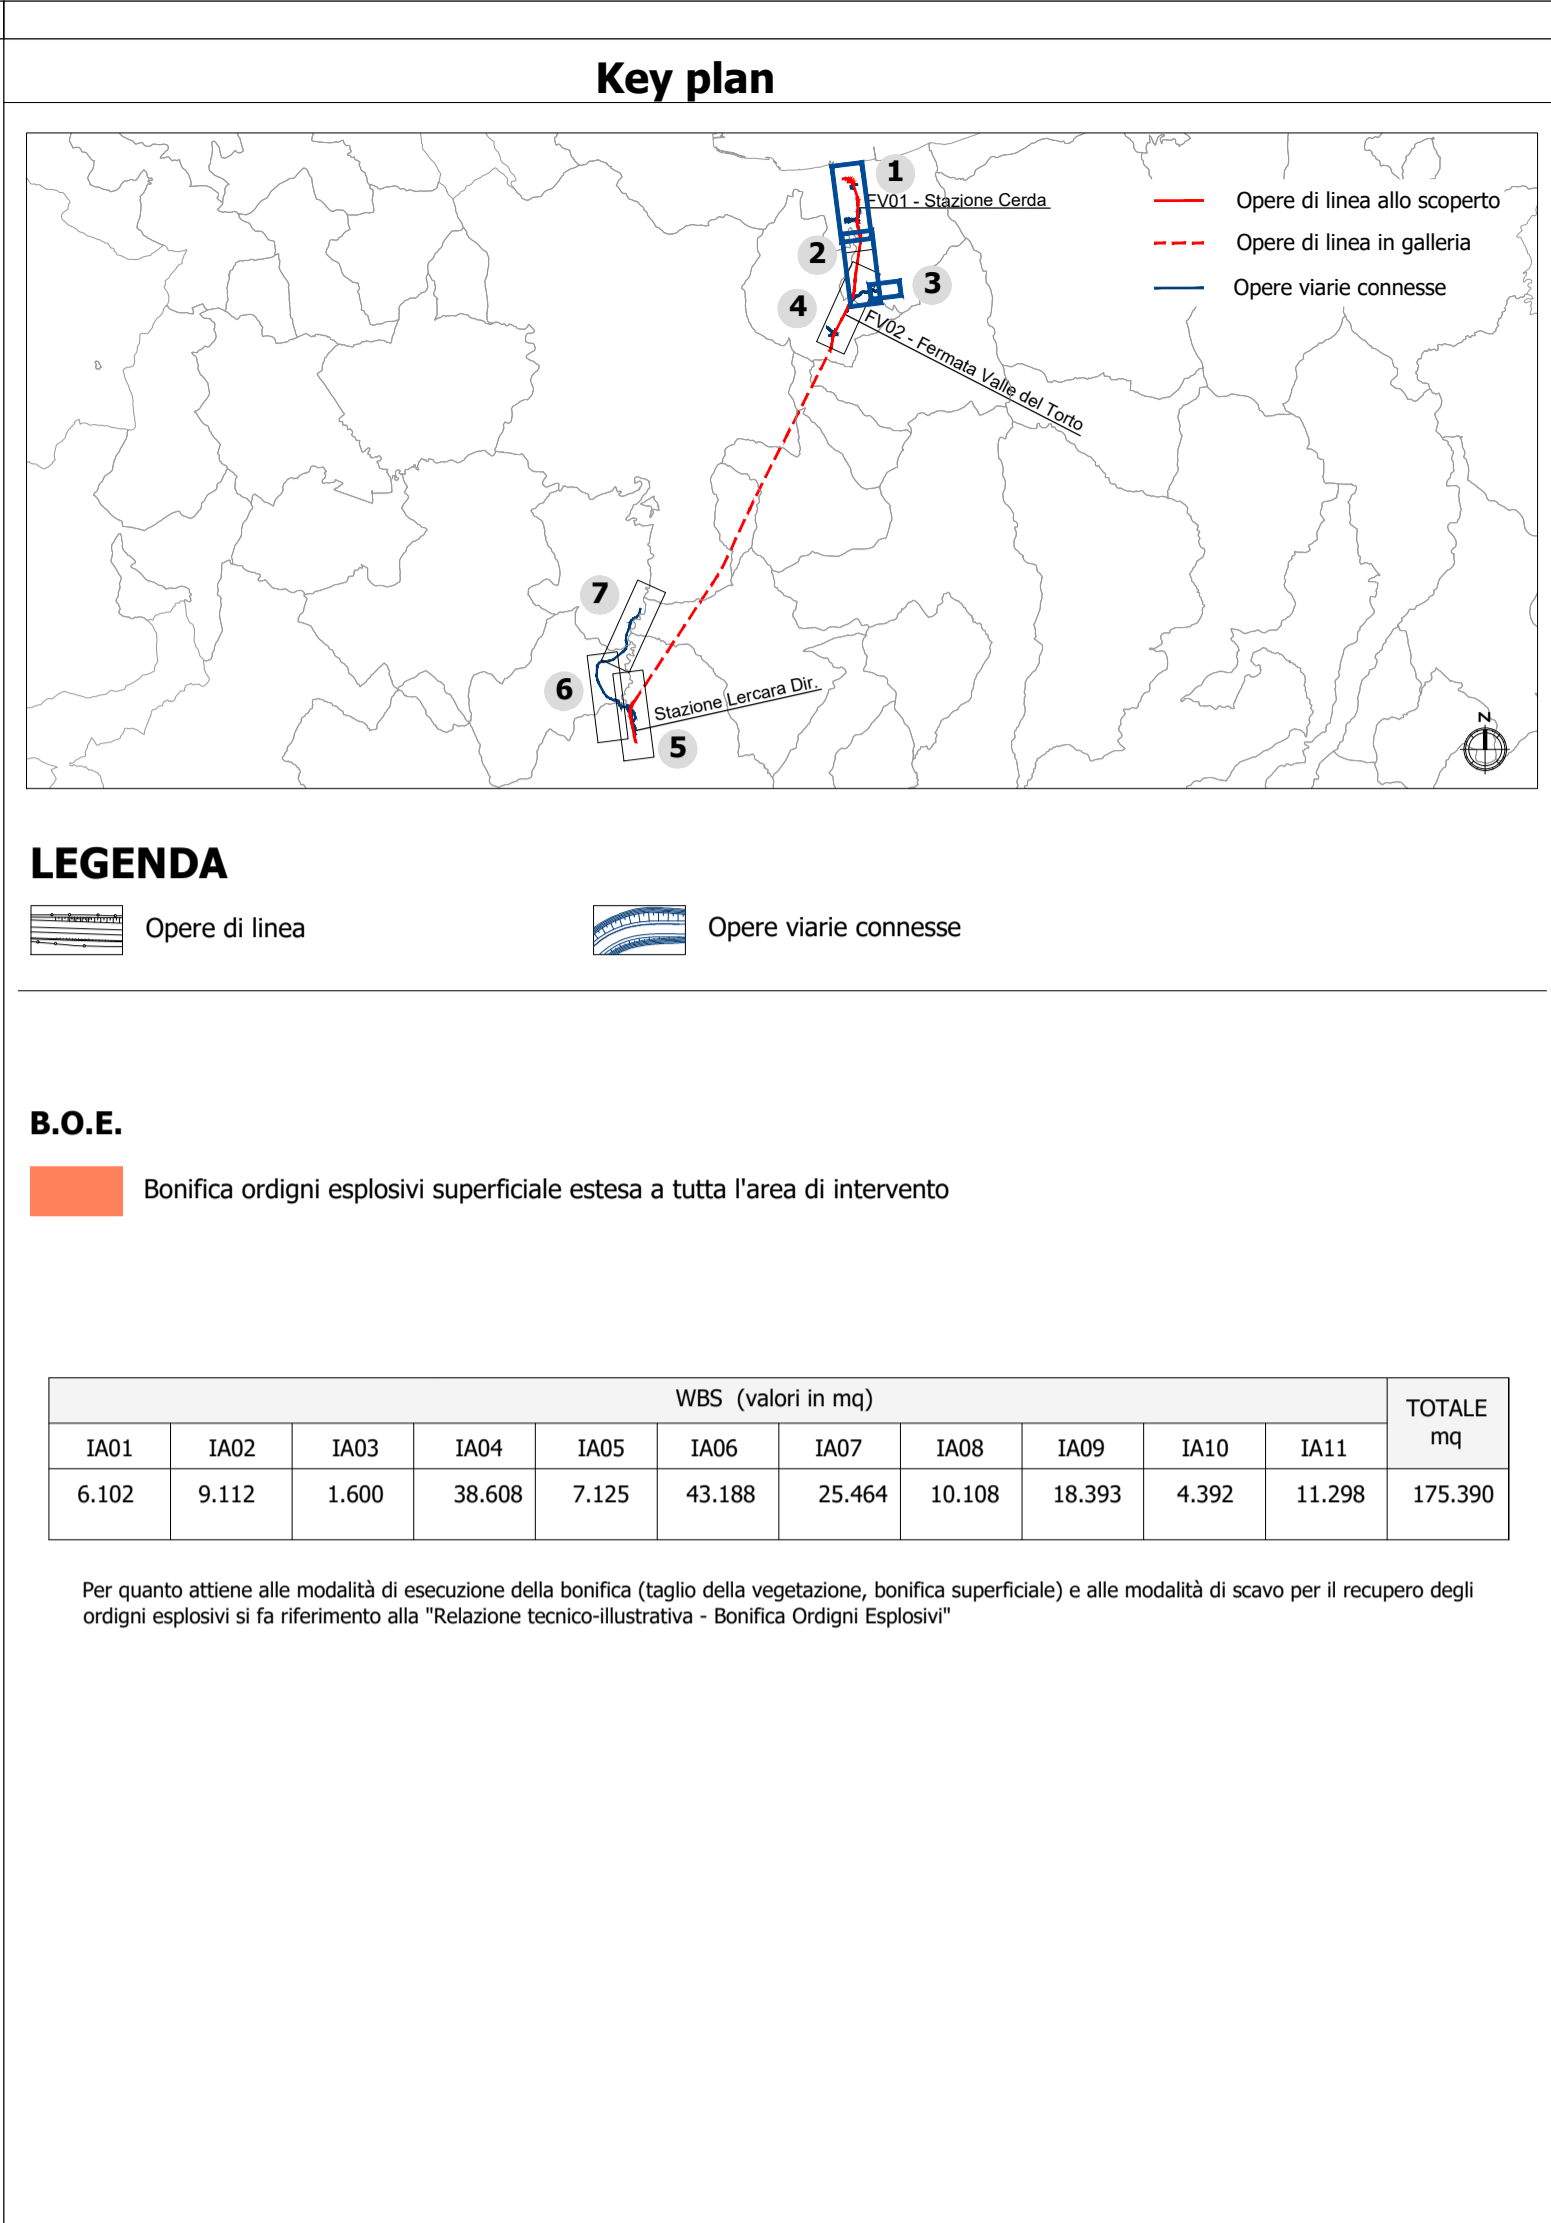 Key plan
1
FV01 - Stazione Cerda
Opere di linea allo scoperto
2
Opere di linea in galleria
3
Opere viarie connesse
4
FV02 - Fermata Valle del Torto
7
6
Stazione Lercara Dir.
5
N
LEGENDA
Opere di linea
Opere viarie connesse
B.O.E.
Bonifica ordigni esplosivi superficiale estesa a tutta l'area di intervento
WBS (valori in mq)
TOTALE
mq
IA01 IA02 IA03 IA04 IA05 IA06 IA07 IA08 IA09 IA10 IA11
6.102 9.112 1.600 38.608 7.125 43.188 25.464 10.108 18.393 4.392 11.298 175.390
Per quanto attiene alle modalità di esecuzione della bonifica (taglio della vegetazione, bonifica superficiale) e alle modalità di scavo per il recupero degli
ordigni esplosivi si fa riferimento alla "Relazione tecnico-illustrativa - Bonifica Ordigni Esplosivi"